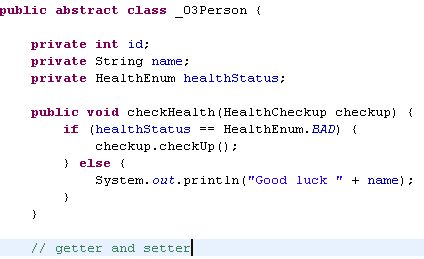 public abstract class _03Person {
private int id;
private String name;
private HealthEnum healthStatus;
public void checkHealth(HealthCheckup checkup) {
if (healthStatus == HealthEnum.BAD) {
checkup.checkUp();
} else {
System.out.println("Good luck " + name);
}
}
// getter and setter